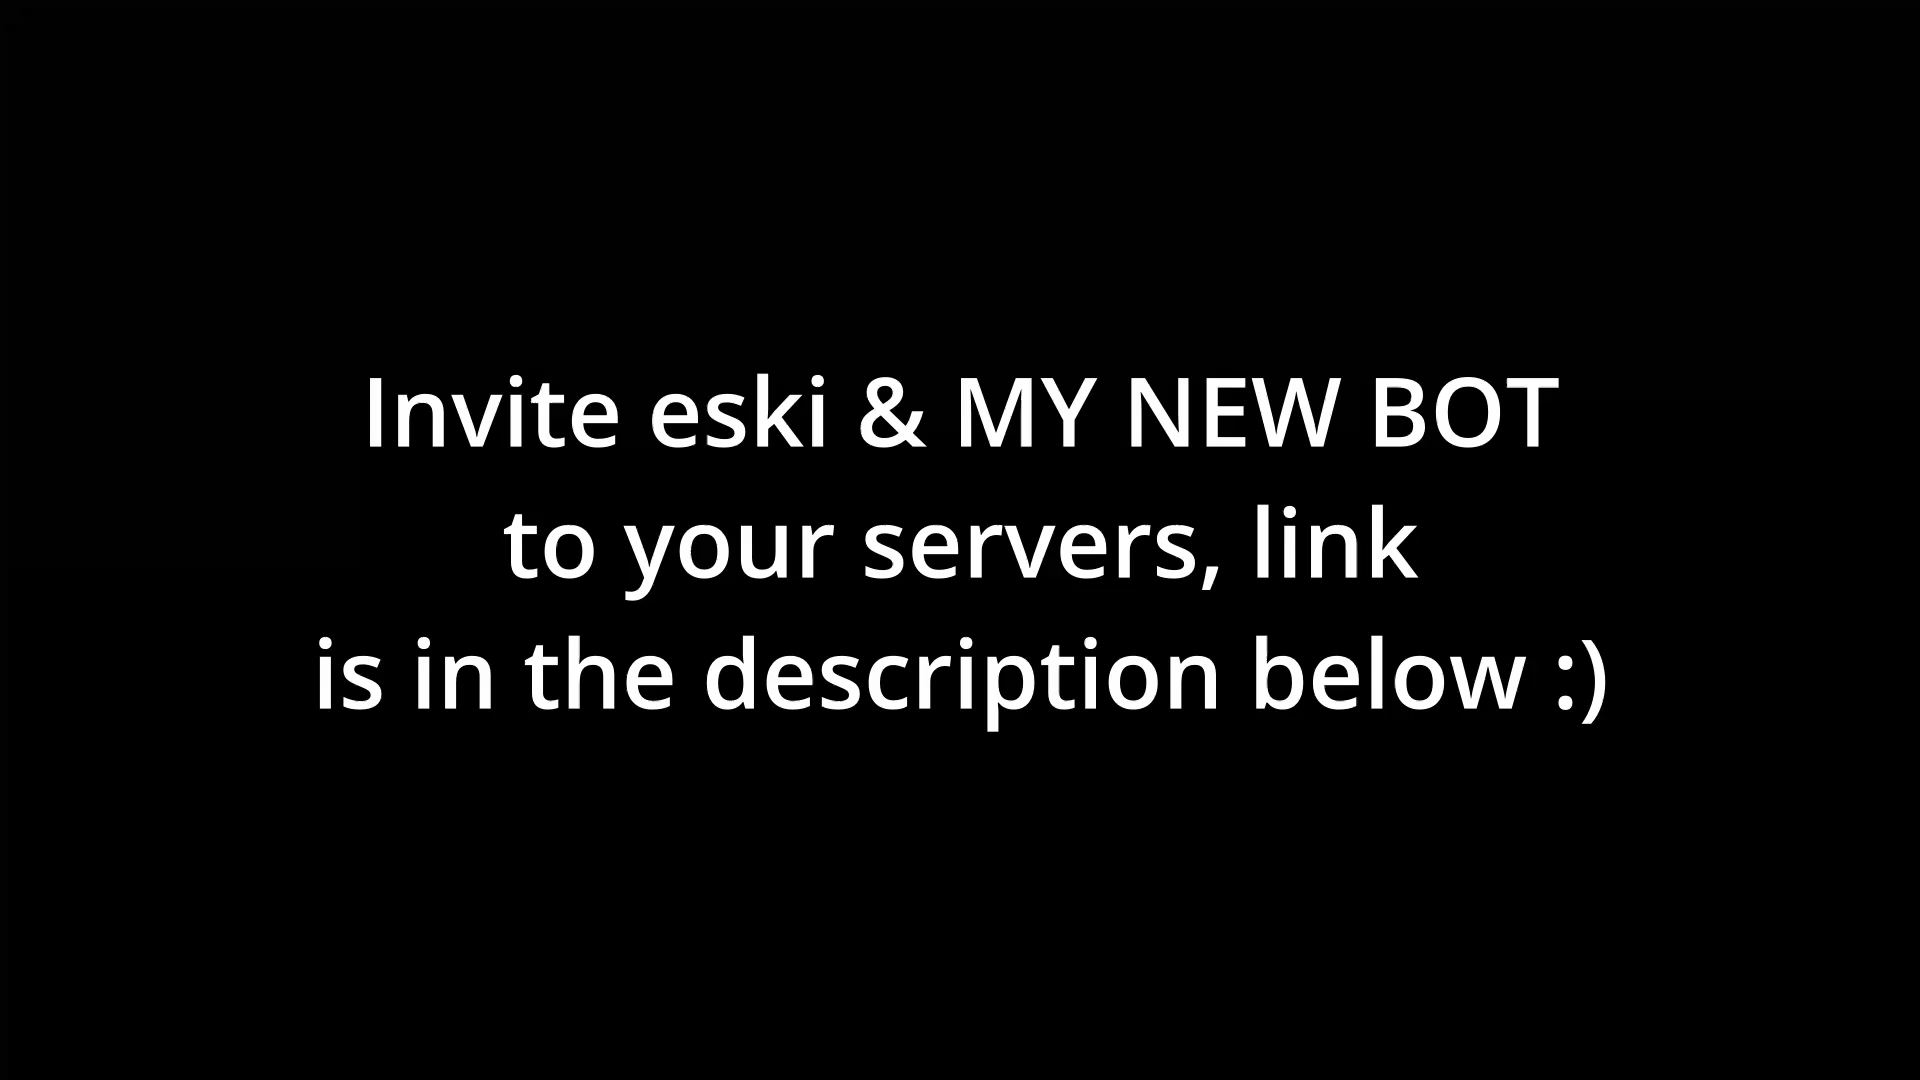 Invite eski & MY NEW BOT
to your servers, link
is in the description below :)